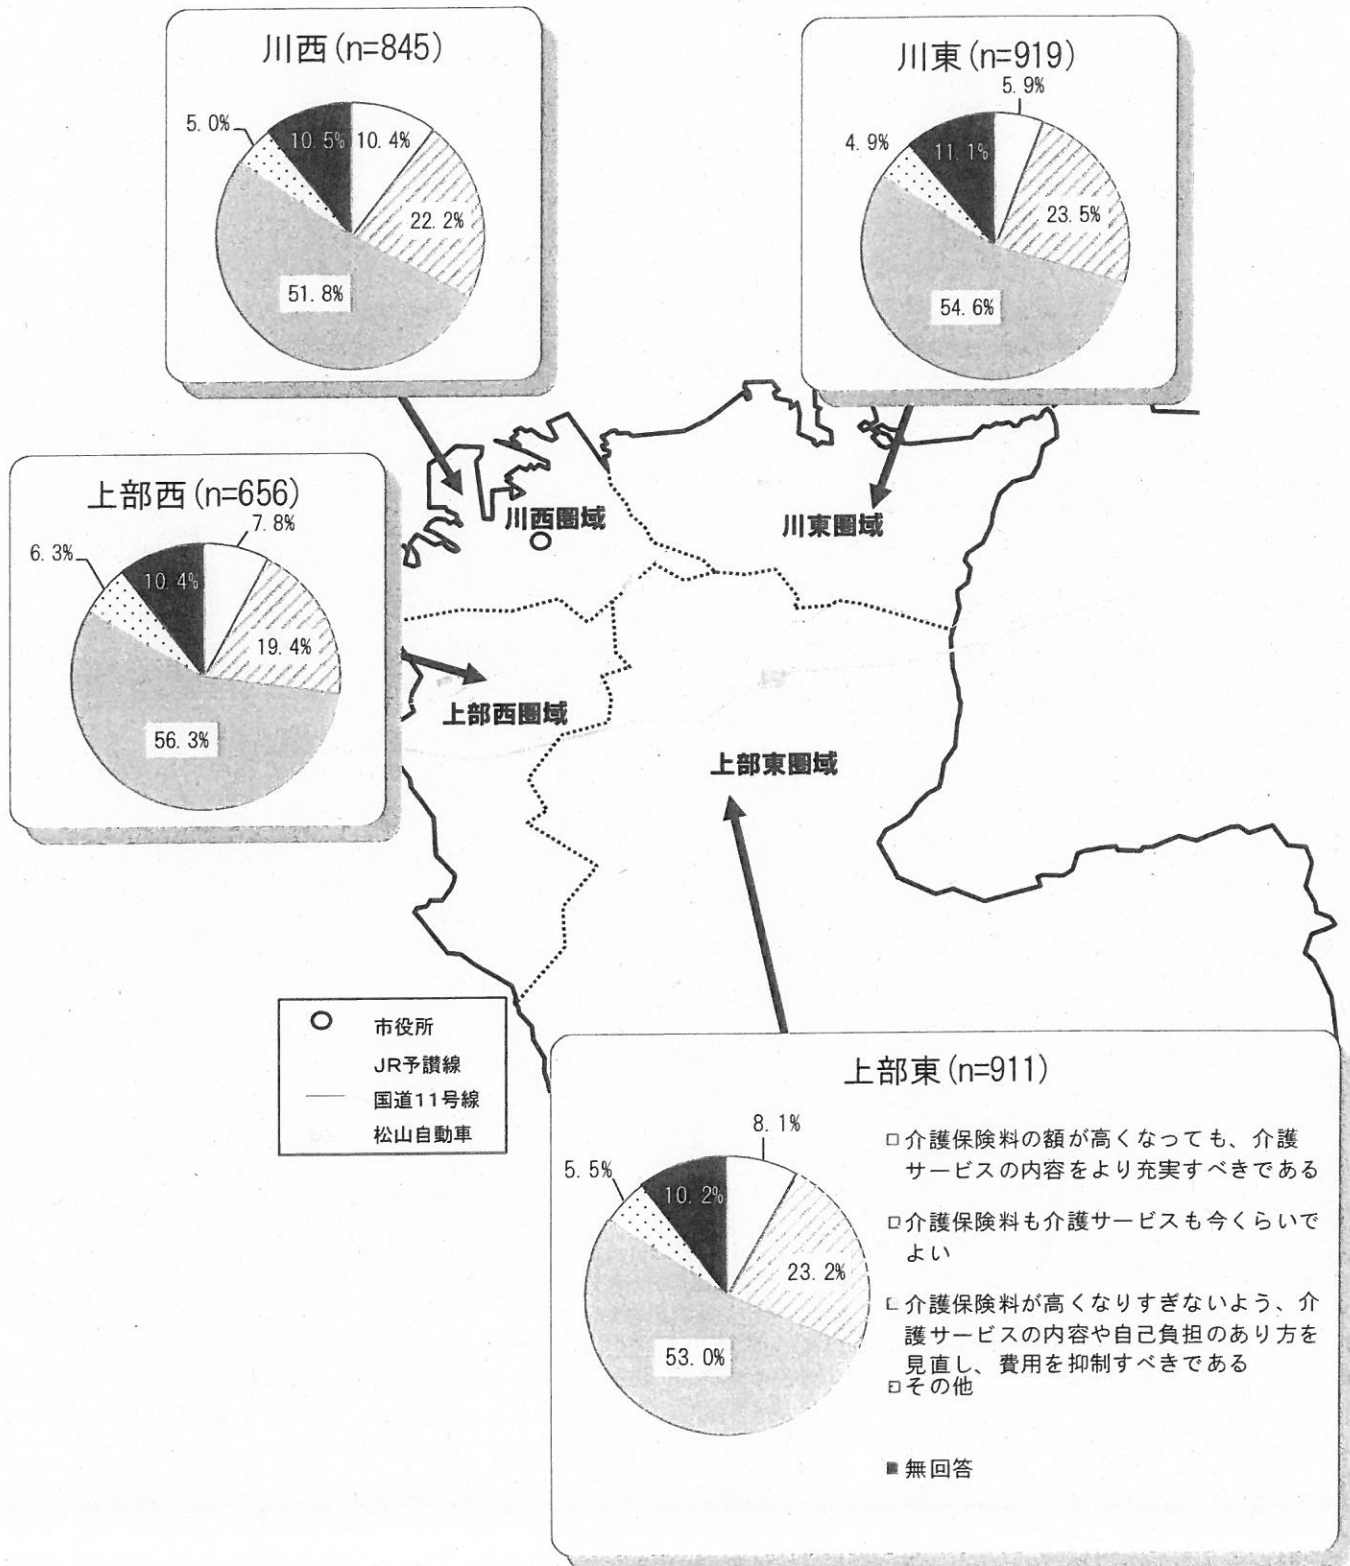 川西(n=845)
5.0%
10.5%
10.4%
22.2%
51.8%
川東(n=919)
5.9%
4.9%
11.1%
23.5%
54.6%
上部西(n=656)
7.8%
6.3%
10.4%
19.4%
56.3%
川西圏域
川東圏域
上部西圏域
上部東圏域
市役所
JR予讃線
国道11号線
松山自動車
上部東(n=911)
8.1%
5.5%
10.2%
23.2%
53.0%
介護保険料の額が高くなっても、介護
サービスの内容をより充実すべきである
介護保険料も介護サービスも今くらいで
よい
介護保険料が高くなりすぎないよう、介
護サービスの内容や自己負担のあり方を
見直し、費用を抑制すべきである
その他
無回答